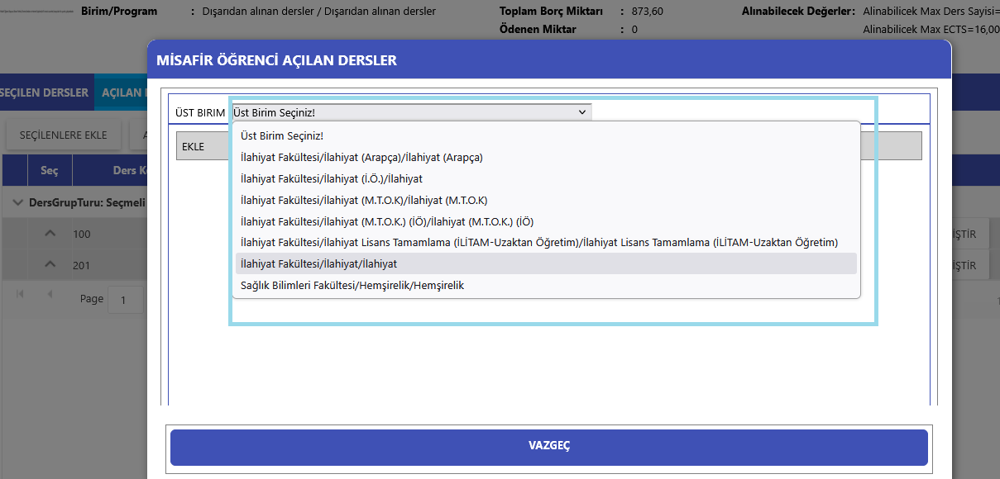 Birim/Program : Dışarıdan alınan dersler / Dışarıdan alınan dersler Toplam Borç Miktarı : 873,60 Alınabilecek Değerler: Alinabilicek Max Ders Sayisi=
Ödenen Miktar : 0 Alinabilicek Max ECTS=16,00
MİSAFİR ÖĞRENCİ AÇILAN DERSLER
SEÇİLEN DERSLER AÇILAN
ÜST BIRIM Üst Birim Seçiniz!
SEÇİLENLERE EKLE A
Üst Birim Seçiniz!
EKLE
İlahiyat Fakültesi/İlahiyat (Arapça)/İlahiyat (Arapça)
Seç Ders K
İlahiyat Fakültesi/İlahiyat (İ.Ö.)/İlahiyat
DersGrupTuru: Seçmeli
İlahiyat Fakültesi/İlahiyat (M.T.O.K)/İlahiyat (M.T.O.K)
İlahiyat Fakültesi/İlahiyat (M.T.O.K.) (İÖ)/İlahiyat (M.T.O.K.) (İÖ)
100 İŞTİR
İlahiyat Fakültesi/İlahiyat Lisans Tamamlama (İLİTAM-Uzaktan Öğretim)/İlahiyat Lisans Tamamlama (İLİTAM-Uzaktan Öğretim)
İlahiyat Fakültesi/İlahiyat/İlahiyat
201 İŞTİR
Sağlık Bilimleri Fakültesi/Hemşirelik/Hemşirelik
Page 1
VAZGEÇ